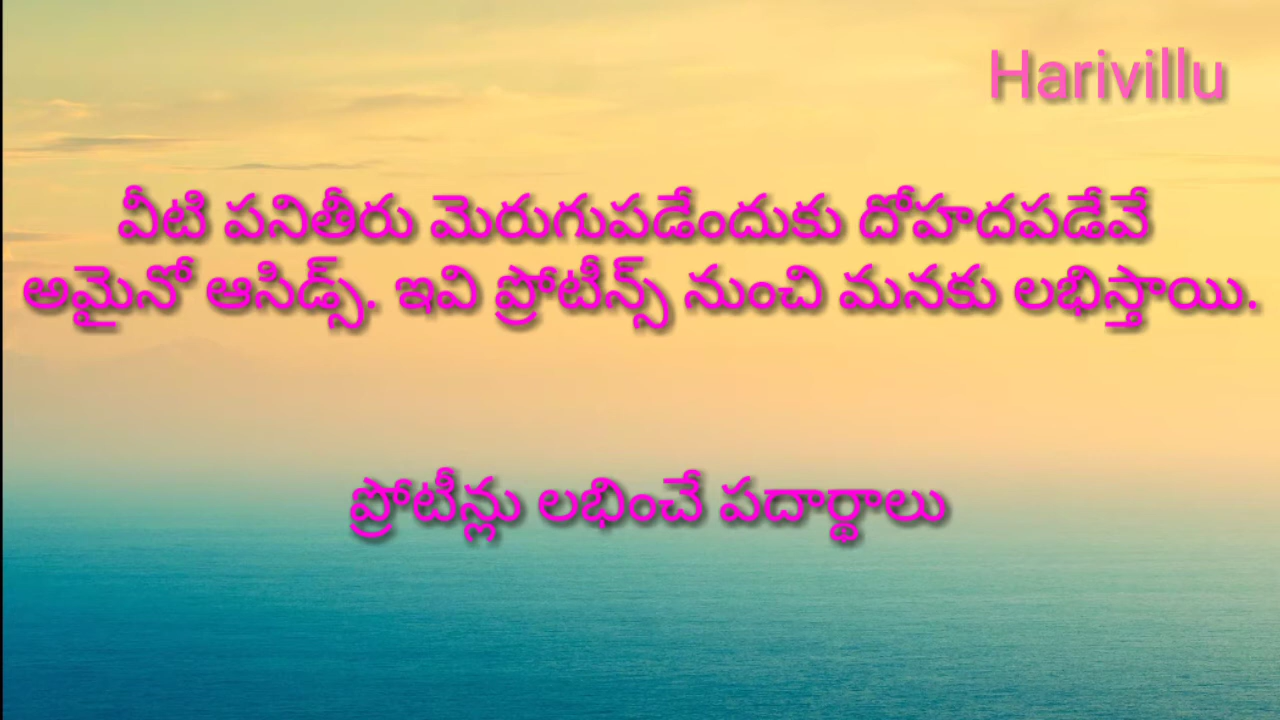 Harivillu
వీటి పనితీరు మెరుగుపడేందుకు దోహదపడేవే
అమైనో ఆసిడ్స్. ఇవి ప్రోటీన్స్ నుంచి మనకు లభిస్తాయి.
ప్రోటీన్లు లభించే పదార్థాలు